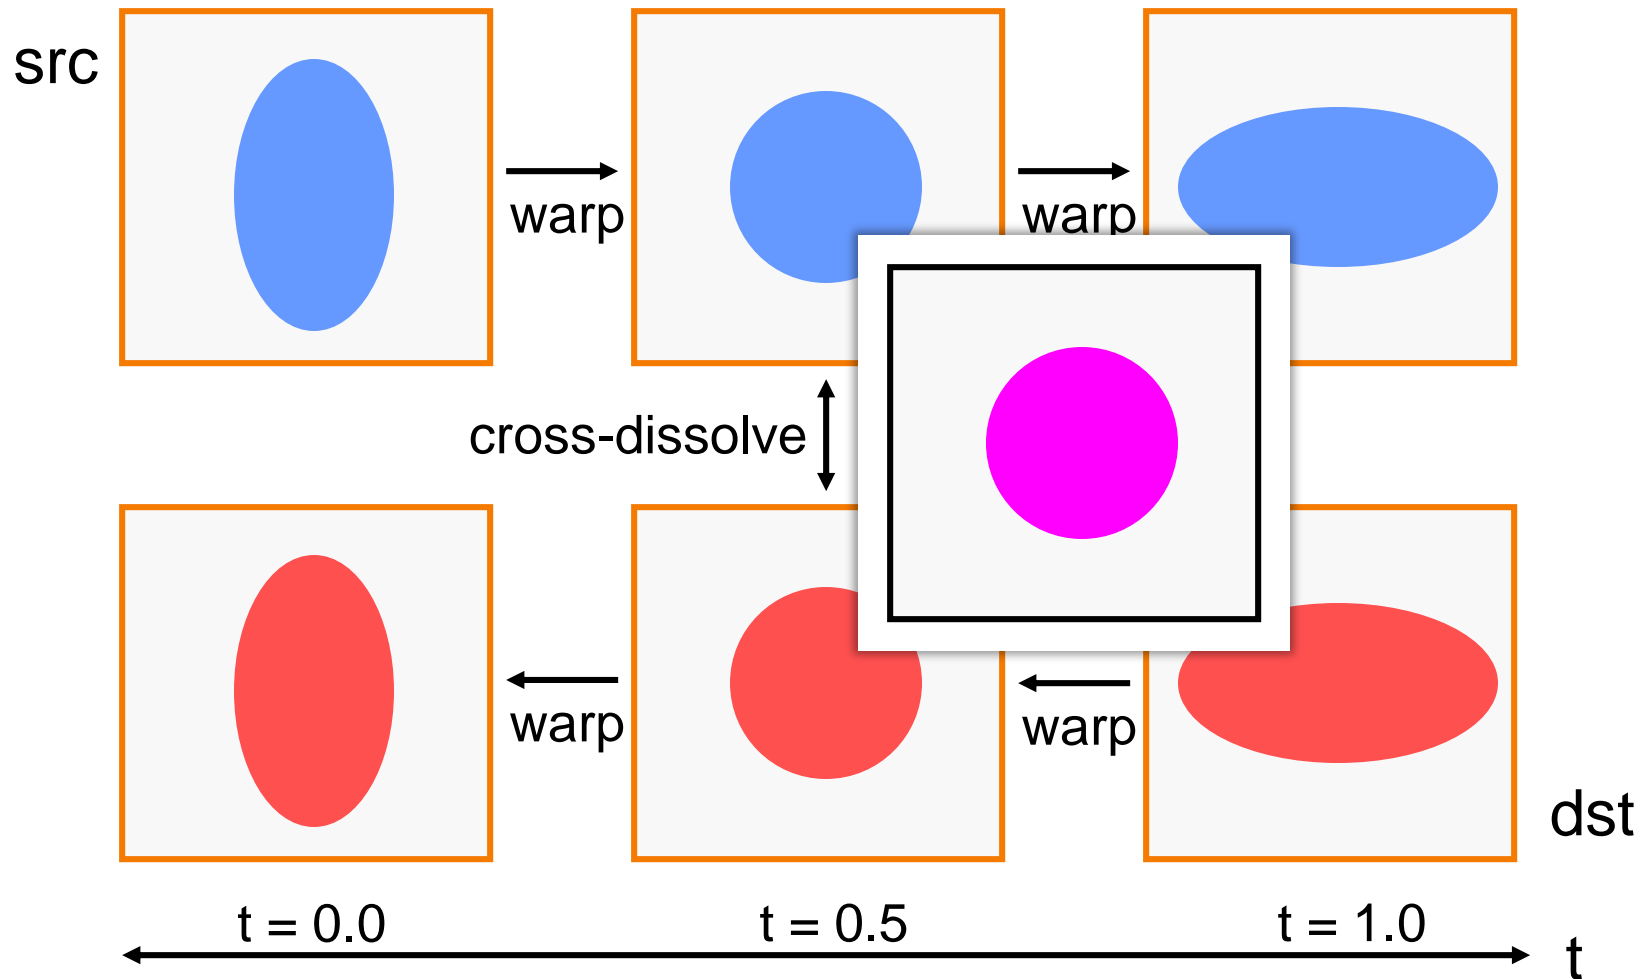 src
warp
warp
cross-dissolve
warp
warp
dst
t = 0.0
t = 0.5
t = 1.0
t